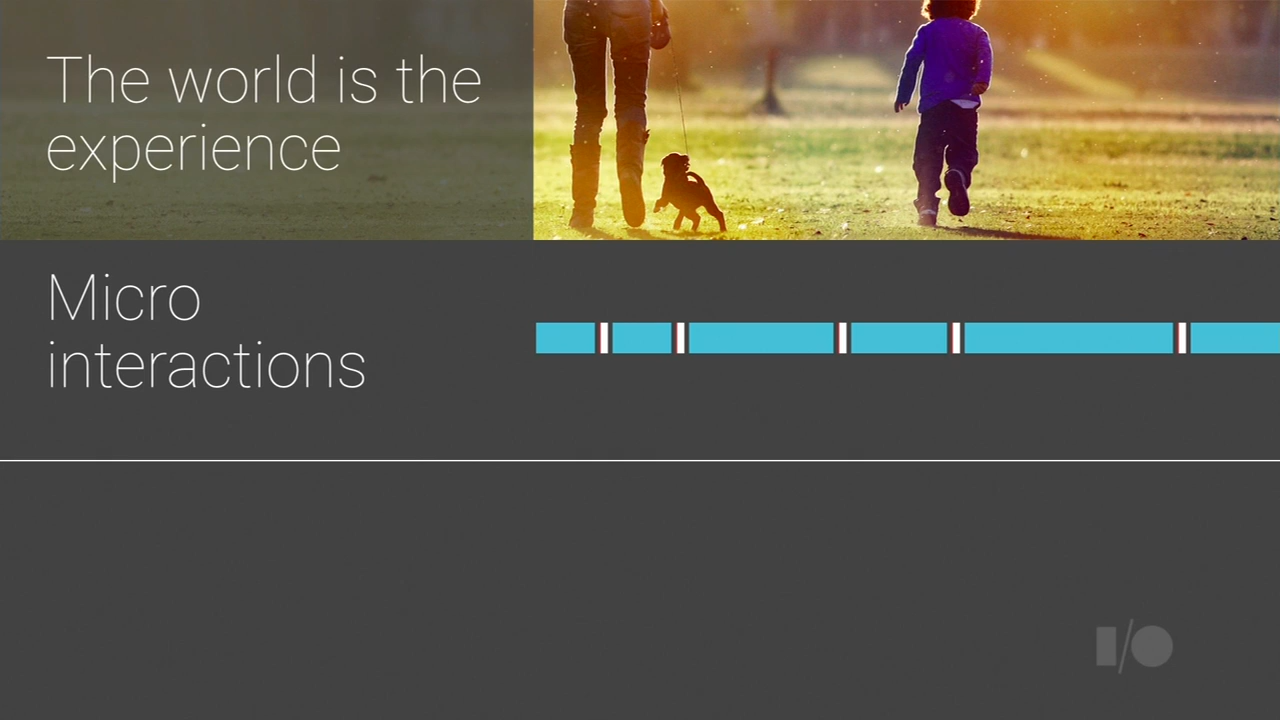 The world is the
experience
Micro
interactions
I/O